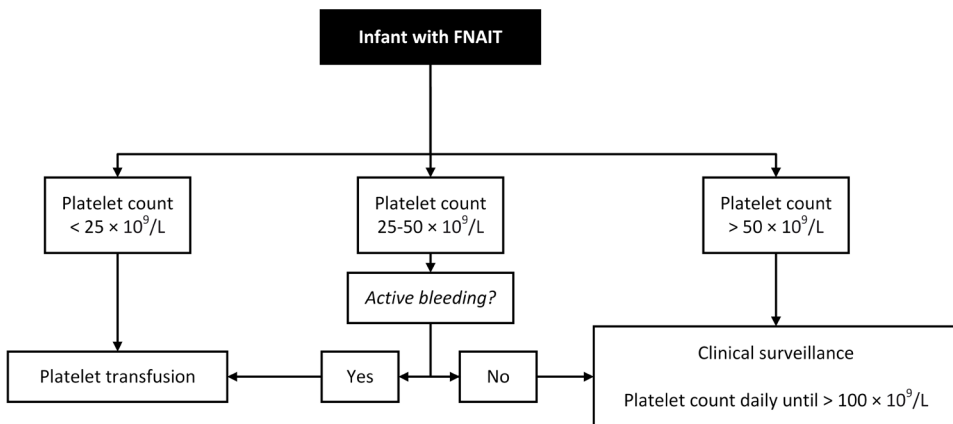 Infant with FNAIT
Platelet count
< 25 × 10⁹/L
Platelet count
25-50 × 10⁹/L
Platelet count
> 50 × 10⁹/L
Active bleeding?
Platelet transfusion
Yes
No
Clinical surveillance
Platelet count daily until > 100 × 10⁹/L